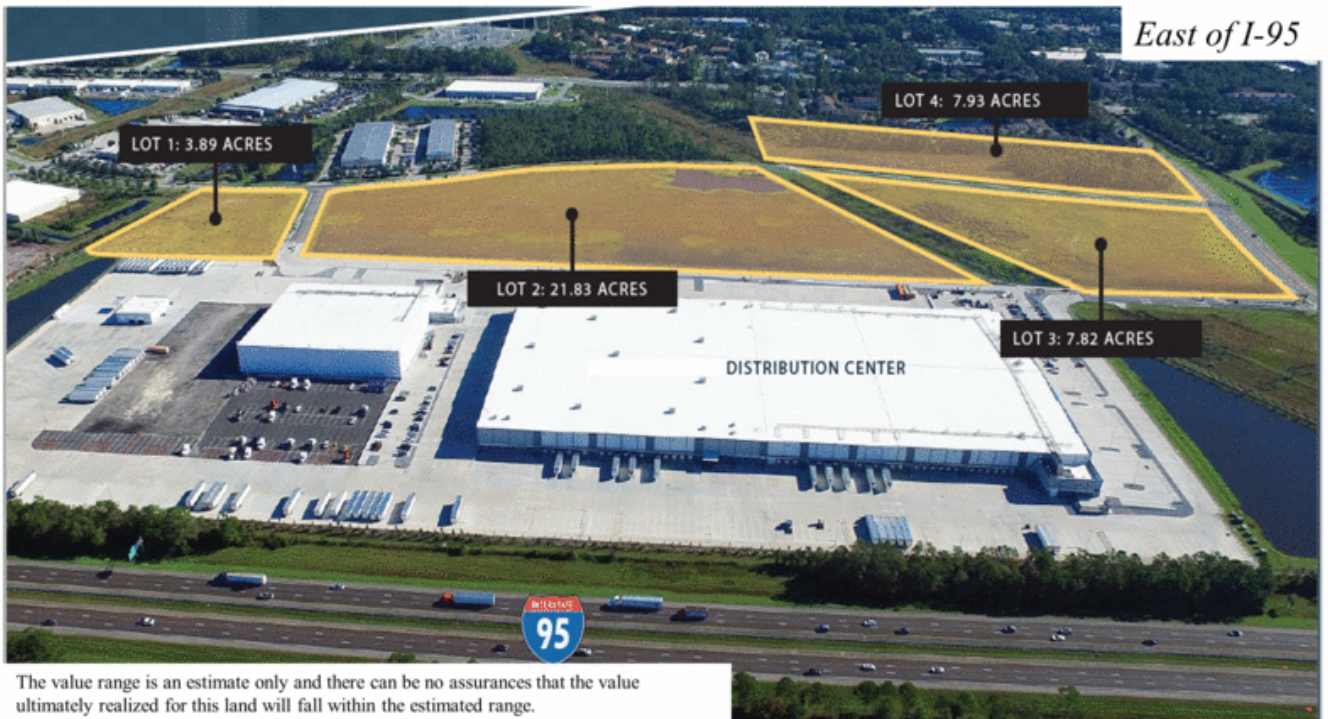 East of I-95
LOT 4: 7.93 ACRES
LOT 1: 3.89 ACRES
LOT 2: 21.83 ACRES
LOT 3: 7.82 ACRES
DISTRIBUTION CENTER
95
The value range is an estimate only and there can be no assurances that the value
ultimately realized for this land will fall within the estimated range.